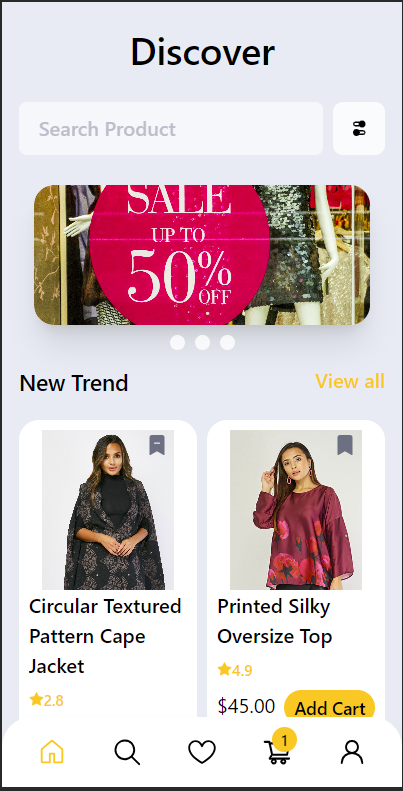 Discover
Search Product
SALE
UP TO
50%
OFF
New Trend
View all
Circular Textured
Pattern Cape
Jacket
2.8
Printed Silky
Oversize Top
4.9
$45.00 Add Cart
1